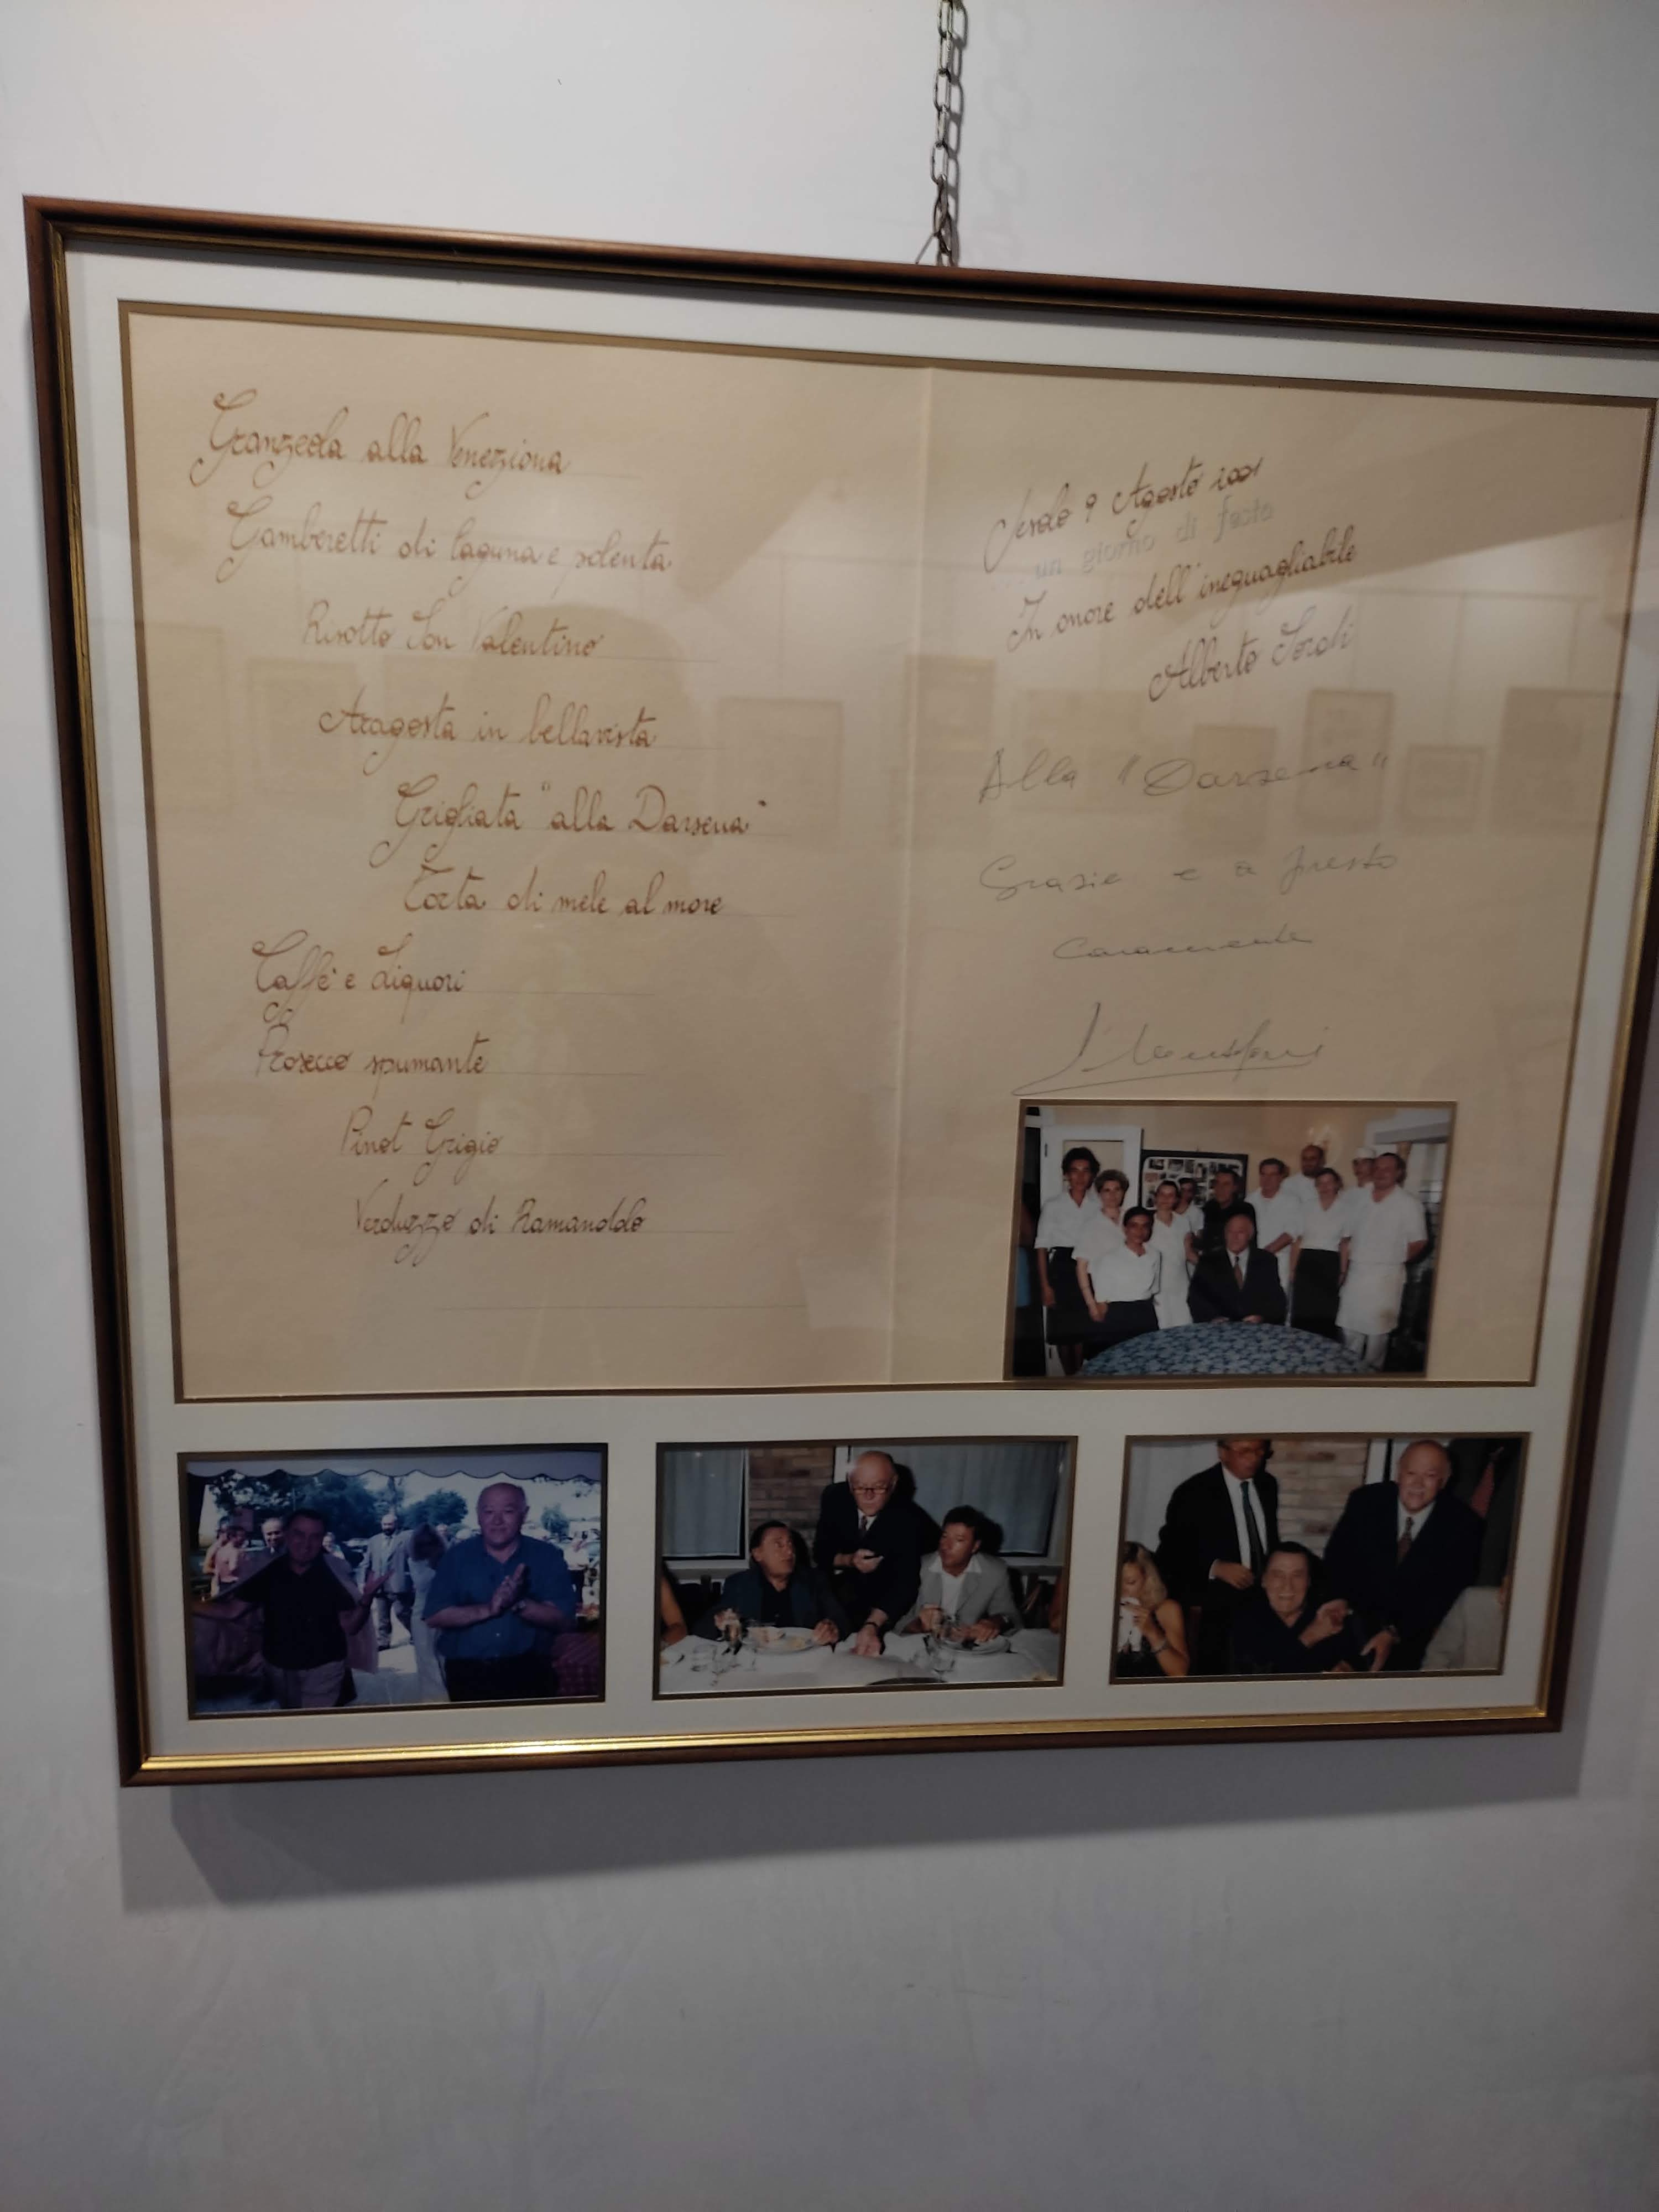 Granzeola alla Veneziana
Gamberetti di laguna e polenta
Risotto San Valentino
Aragosta in bellavista
Grigliata "alla Darsena"
Torta di mele al more
Caffè e Liquori
Prosecco spumante
Pinot Grigio
Verduzzo di Ramandolo
Jesolo 9 Agosto 2001
... un giorno di festa
In onore dell'ineguagliabile
Alberto Sordi
Alla "Darsena"
Grazie e a presto
Caramente